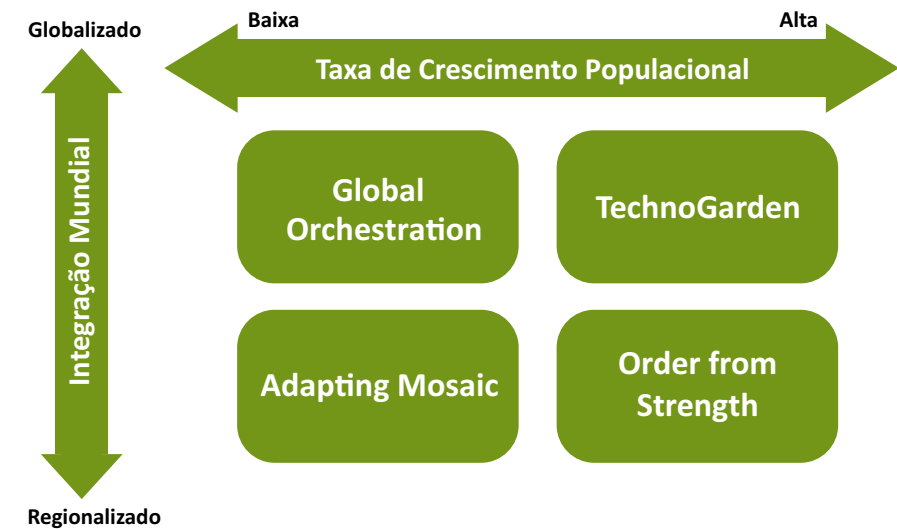 Globalizado
Baixa
Alta
Taxa de Crescimento Populacional
Integração Mundial
Global
Orchestration
TechnoGarden
Adapting Mosaic
Order from
Strength
Regionalizado